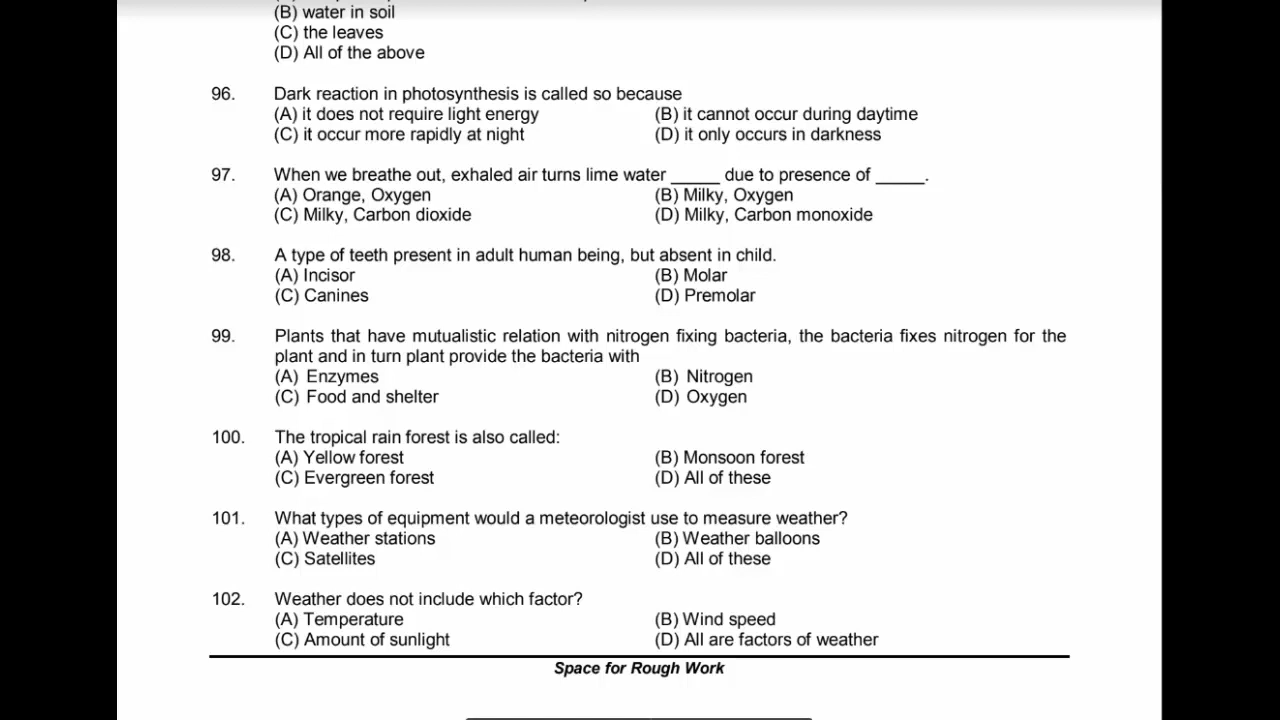 (B) water in soil
(C) the leaves
(D) All of the above
96. Dark reaction in photosynthesis is called so because
(A) it does not require light energy (B) it cannot occur during daytime
(C) it occur more rapidly at night (D) it only occurs in darkness
97. When we breathe out, exhaled air turns lime water _____ due to presence of _____.
(A) Orange, Oxygen (B) Milky, Oxygen
(C) Milky, Carbon dioxide (D) Milky, Carbon monoxide
98. A type of teeth present in adult human being, but absent in child.
(A) Incisor (B) Molar
(C) Canines (D) Premolar
99. Plants that have mutualistic relation with nitrogen fixing bacteria, the bacteria fixes nitrogen for the
plant and in turn plant provide the bacteria with
(A) Enzymes (B) Nitrogen
(C) Food and shelter (D) Oxygen
100. The tropical rain forest is also called:
(A) Yellow forest (B) Monsoon forest
(C) Evergreen forest (D) All of these
101. What types of equipment would a meteorologist use to measure weather?
(A) Weather stations (B) Weather balloons
(C) Satellites (D) All of these
102. Weather does not include which factor?
(A) Temperature (B) Wind speed
(C) Amount of sunlight (D) All are factors of weather
Space for Rough Work